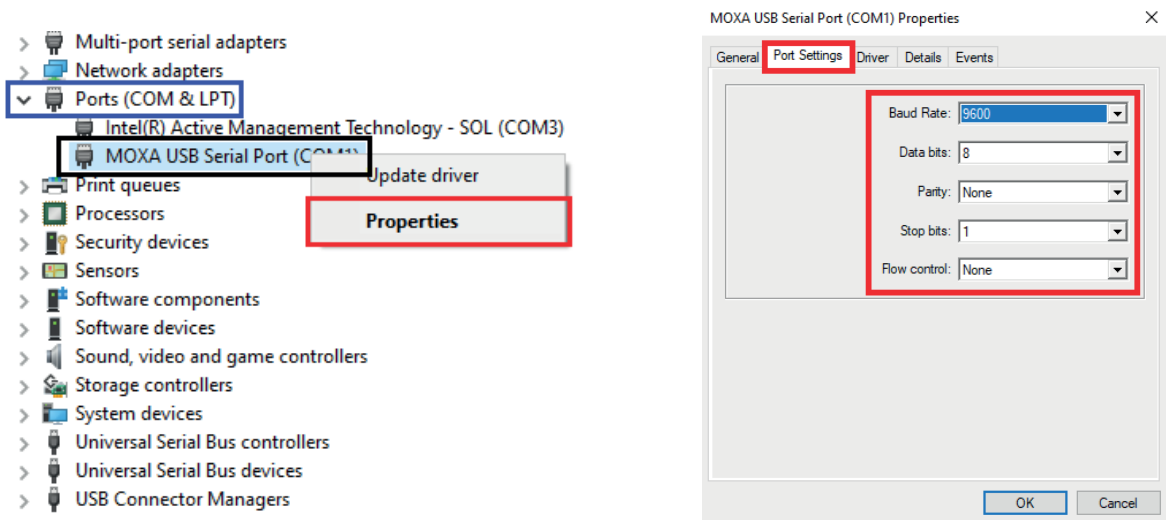 Multi-port serial adapters
Network adapters
Ports (COM & LPT)
Intel(R) Active Management Technology - SOL (COM3)
MOXA USB Serial Port (COM1)
Update driver
Properties
Print queues
Processors
Security devices
Sensors
Software components
Software devices
Sound, video and game controllers
Storage controllers
System devices
Universal Serial Bus controllers
Universal Serial Bus devices
USB Connector Managers
MOXA USB Serial Port (COM1) Properties
General Port Settings Driver Details Events
Baud Rate: 9600
Data bits: 8
Parity: None
Stop bits: 1
Flow control: None
OK Cancel